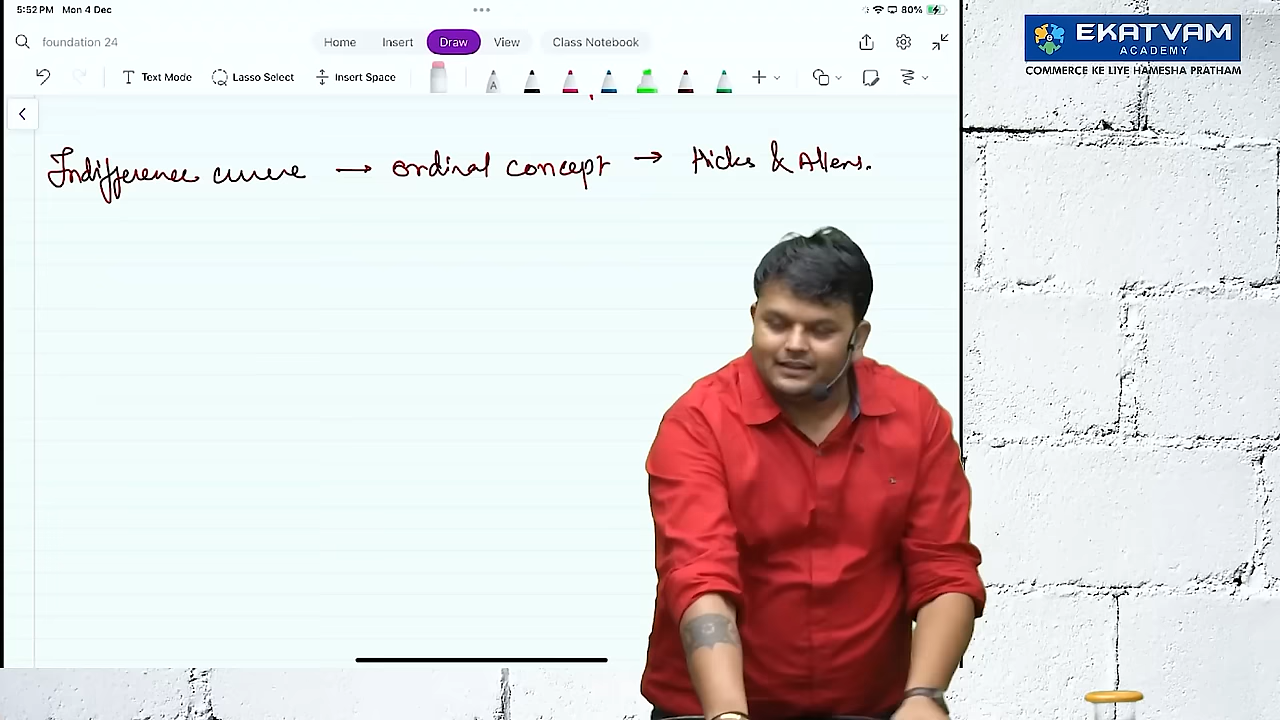 5:52 PM Mon 4 Dec
80%
foundation 24
Home Insert Draw View Class Notebook
Text Mode Lasso Select Insert Space
Indifference curve → ordinal concept → Hicks & Allens.
EKATVAM
ACADEMY
COMMERCE KE LIYE HAMESHA PRATHAM